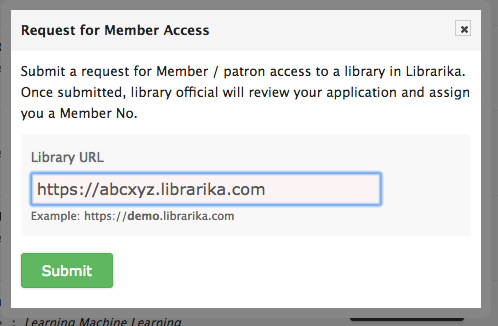 Request for Member Access
Submit a request for Member / patron access to a library in Librarika.
Once submitted, library official will review your application and assign
you a Member No.
Library URL
https://abcxyz.librarika.com
Example: https://demo.librarika.com
Submit
: Learning Machine Learning